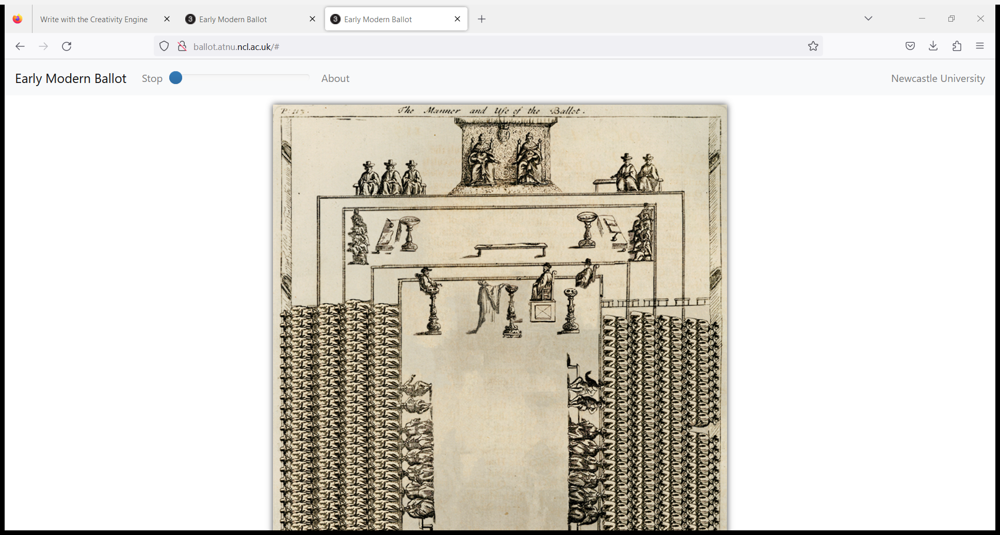 Write with the Creativity Engine
Early Modern Ballot
Early Modern Ballot
ballot.atnu.ncl.ac.uk/#
Early Modern Ballot
Stop
About
Newcastle University
P: 113.
The Manner and Use of the Ballot.